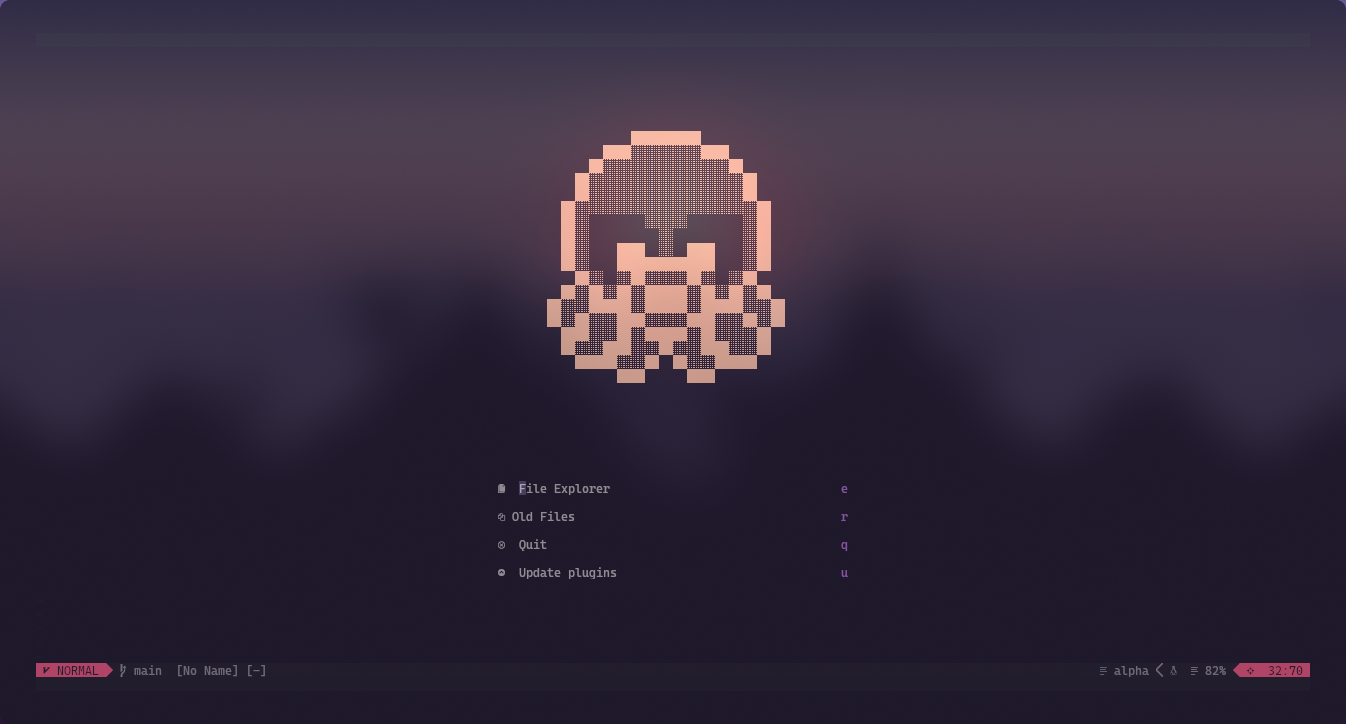 File Explorer e
Old Files r
Quit q
Update plugins u
NORMAL main [No Name] [-] alpha 82% 32:70